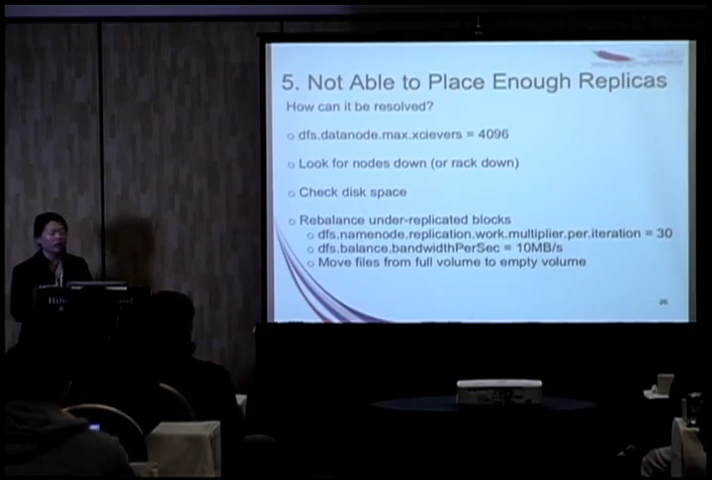 5. Not Able to Place Enough Replicas
How can it be resolved?
dfs.datanode.max.xcievers = 4096
Look for nodes down (or rack down)
Check disk space
Rebalance under-replicated blocks
dfs.namenode.replication.work.multiplier.per.iteration = 30
dfs.balance.bandwidthPerSec = 10MB/s
Move files from full volume to empty volume
26